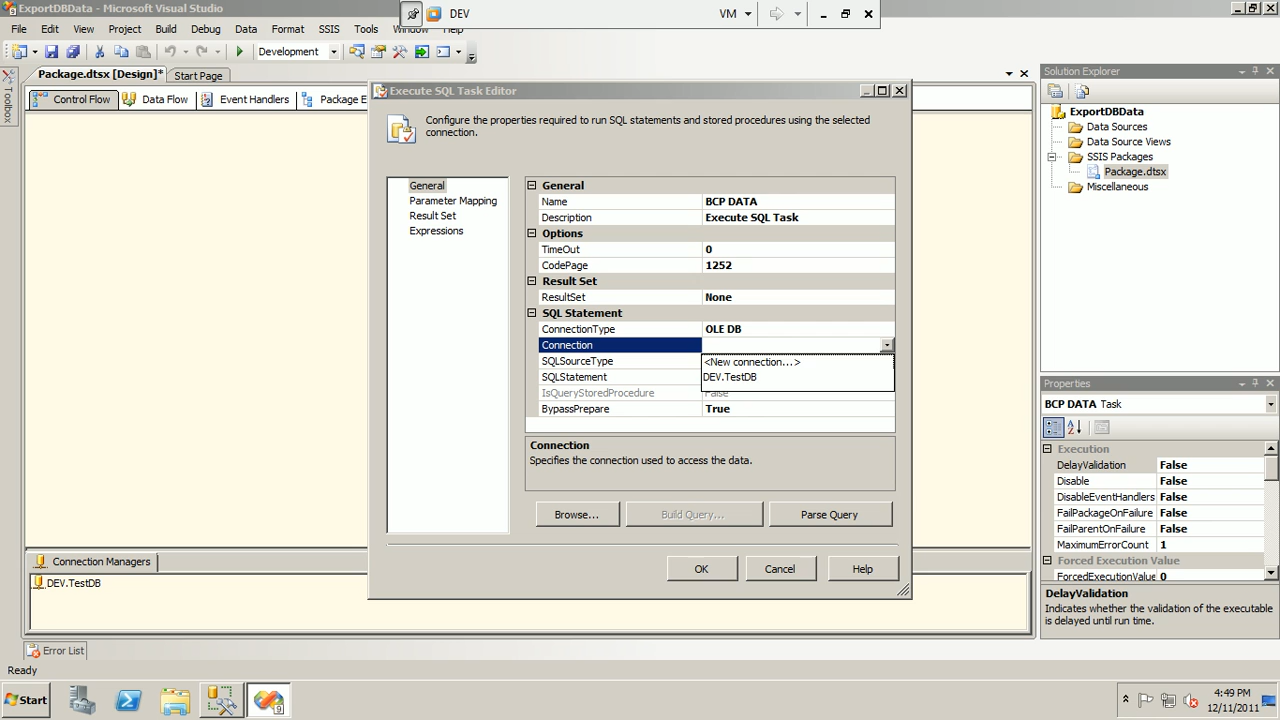 ExportDBData - Microsoft Visual Studio
DEV
VM
File Edit View Project Build Debug Data Format SSIS Tools Window Help
Development
Package.dtsx [Design]*
Start Page
Control Flow
Data Flow
Event Handlers
Package E
Toolbox
Execute SQL Task Editor
Configure the properties required to run SQL statements and stored procedures using the selected
connection.
General
Parameter Mapping
Result Set
Expressions
General
Name BCP DATA
Description Execute SQL Task
Options
TimeOut 0
CodePage 1252
Result Set
ResultSet None
SQL Statement
ConnectionType OLE DB
Connection
<New connection...>
DEV.TestDB
SQLSourceType
SQLStatement
IsQueryStoredProcedure False
BypassPrepare True
Connection
Specifies the connection used to access the data.
Browse...
Build Query...
Parse Query
OK
Cancel
Help
Connection Managers
DEV.TestDB
Error List
Ready
Solution Explorer
ExportDBData
Data Sources
Data Source Views
SSIS Packages
Package.dtsx
Miscellaneous
Properties
BCP DATA Task
Execution
DelayValidation False
Disable False
DisableEventHandlers False
FailPackageOnFailure False
FailParentOnFailure False
MaximumErrorCount 1
Forced Execution Value
ForcedExecutionValue 0
DelayValidation
Indicates whether the validation of the executable
is delayed until run time.
Start
4:49 PM
12/11/2011